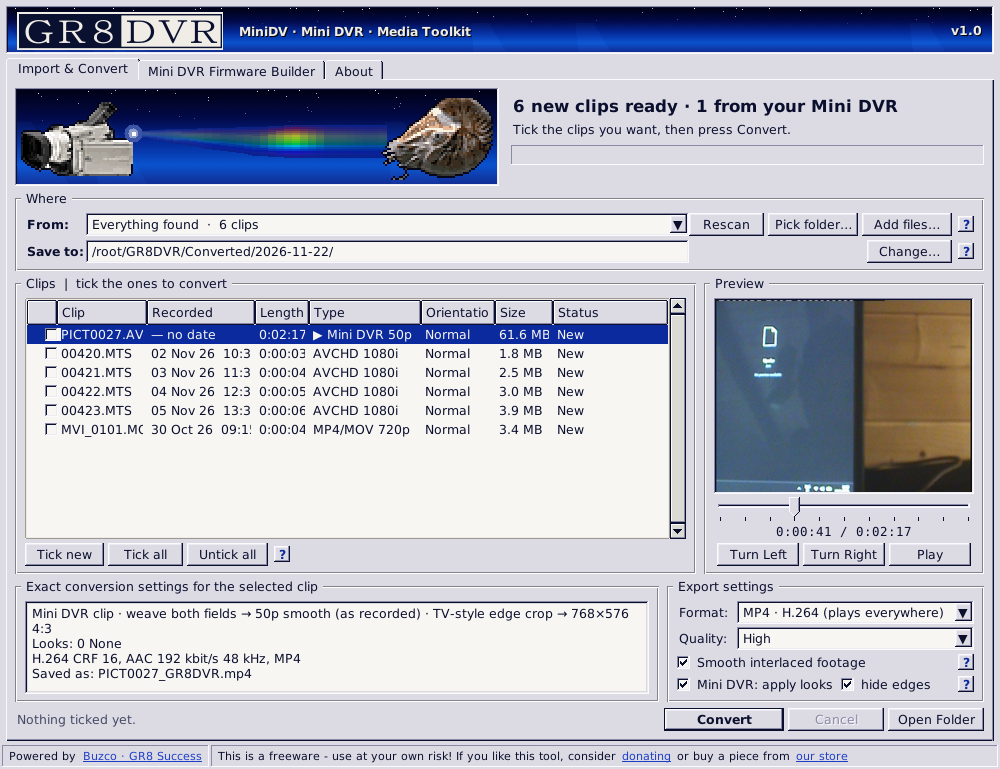 GR8DVR MiniDV · Mini DVR · Media Toolkit v1.0
Import & Convert Mini DVR Firmware Builder About
6 new clips ready · 1 from your Mini DVR
Tick the clips you want, then press Convert.
Where
From: Everything found · 6 clips Rescan Pick folder... Add files... ?
Save to: /root/GR8DVR/Converted/2026-11-22/ Change... ?
Clips | tick the ones to convert
Clip Recorded Length Type Orientatio Size Status
PICT0027.AV — no date 0:02:17 ▶ Mini DVR 50p Normal 61.6 MB New
00420.MTS 02 Nov 26 10:3 0:00:03 AVCHD 1080i Normal 1.8 MB New
00421.MTS 03 Nov 26 11:3 0:00:04 AVCHD 1080i Normal 2.5 MB New
00422.MTS 04 Nov 26 12:3 0:00:05 AVCHD 1080i Normal 3.0 MB New
00423.MTS 05 Nov 26 13:3 0:00:06 AVCHD 1080i Normal 3.9 MB New
MVI_0101.MO 30 Oct 26 09:15 0:00:04 MP4/MOV 720p Normal 3.4 MB New
Tick new Tick all Untick all ?
Preview
0:00:41 / 0:02:17
Turn Left Turn Right Play
Exact conversion settings for the selected clip
Mini DVR clip · weave both fields → 50p smooth (as recorded) · TV-style edge crop → 768×576
4:3
Looks: 0 None
H.264 CRF 16, AAC 192 kbit/s 48 kHz, MP4
Saved as: PICT0027_GR8DVR.mp4
Export settings
Format: MP4 · H.264 (plays everywhere)
Quality: High
Smooth interlaced footage ?
Mini DVR: apply looks hide edges ?
Nothing ticked yet. Convert Cancel Open Folder
Powered by Buzco · GR8 Success This is a freeware - use at your own risk! If you like this tool, consider donating or buy a piece from our store